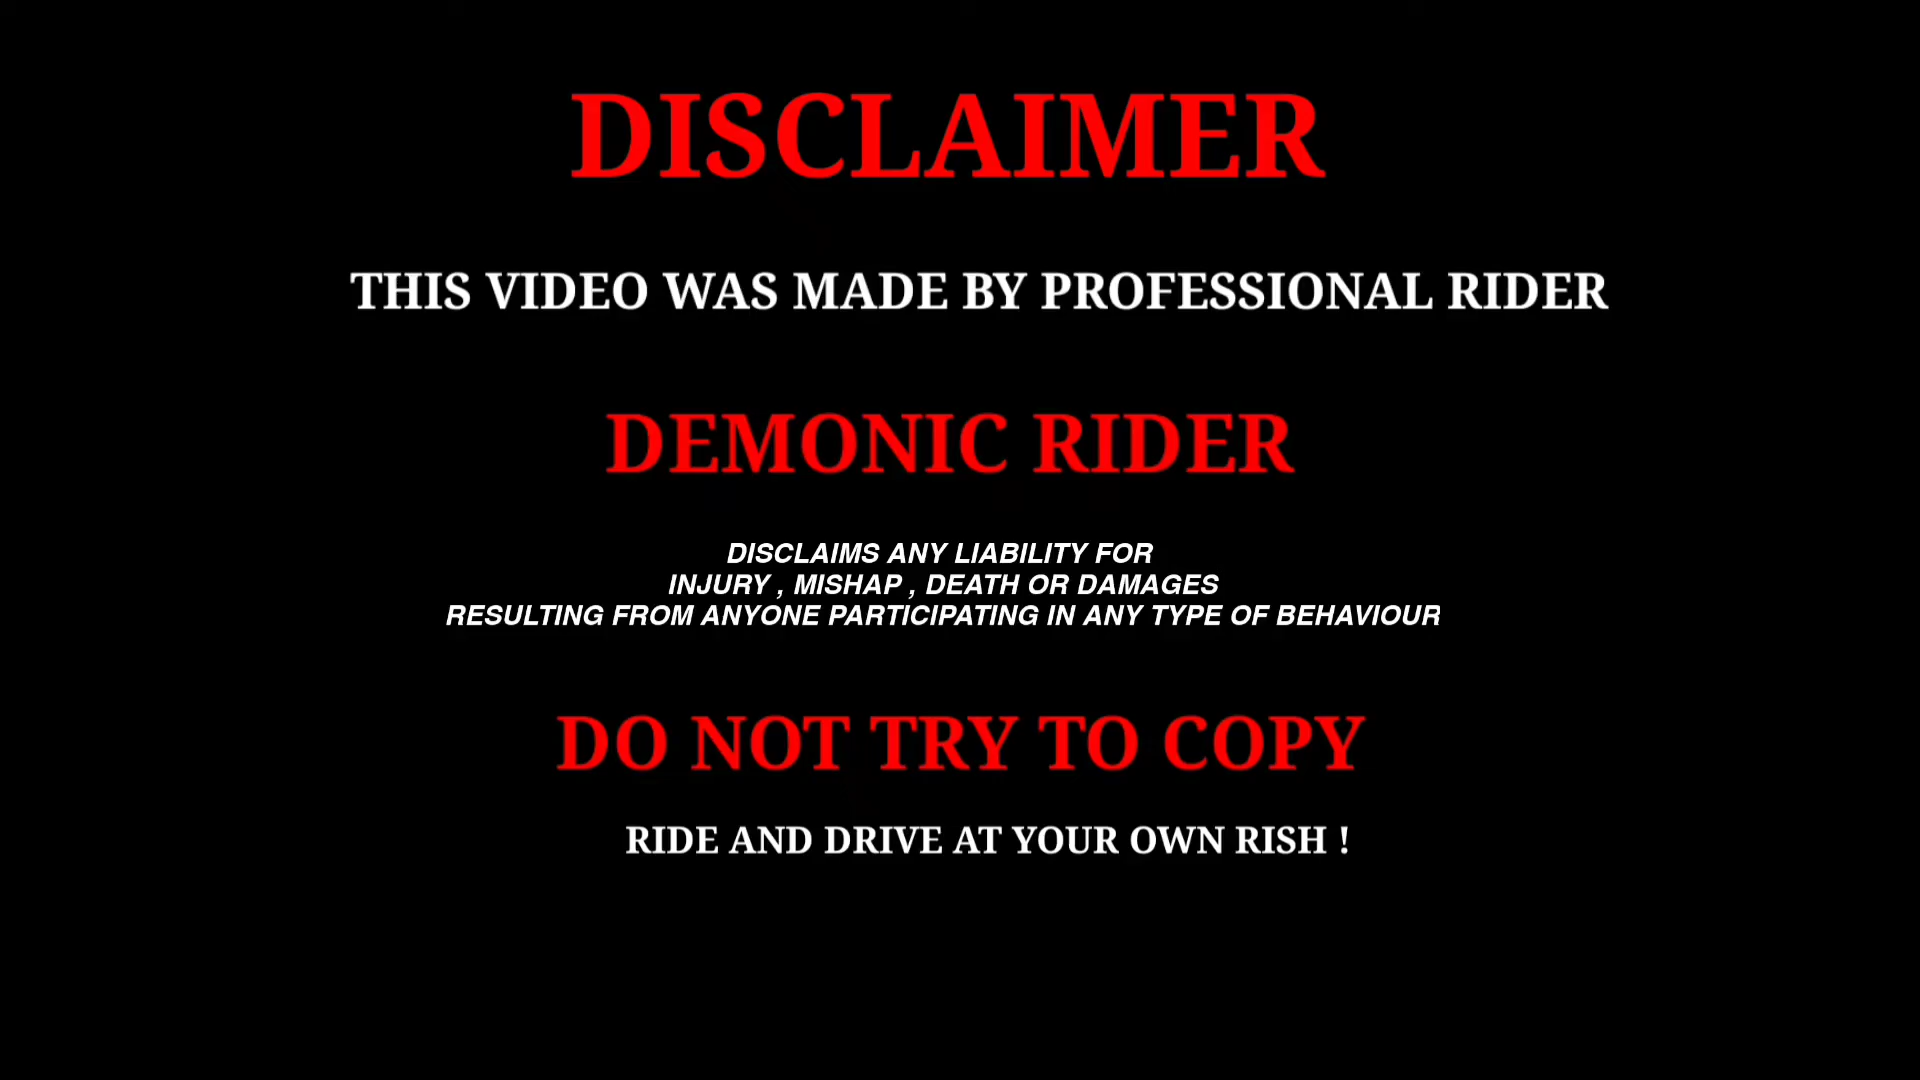 DISCLAIMER
THIS VIDEO WAS MADE BY PROFESSIONAL RIDER
DEMONIC RIDER
DISCLAIMS ANY LIABILITY FOR
INJURY , MISHAP , DEATH OR DAMAGES
RESULTING FROM ANYONE PARTICIPATING IN ANY TYPE OF BEHAVIOUR
DO NOT TRY TO COPY
RIDE AND DRIVE AT YOUR OWN RISH !